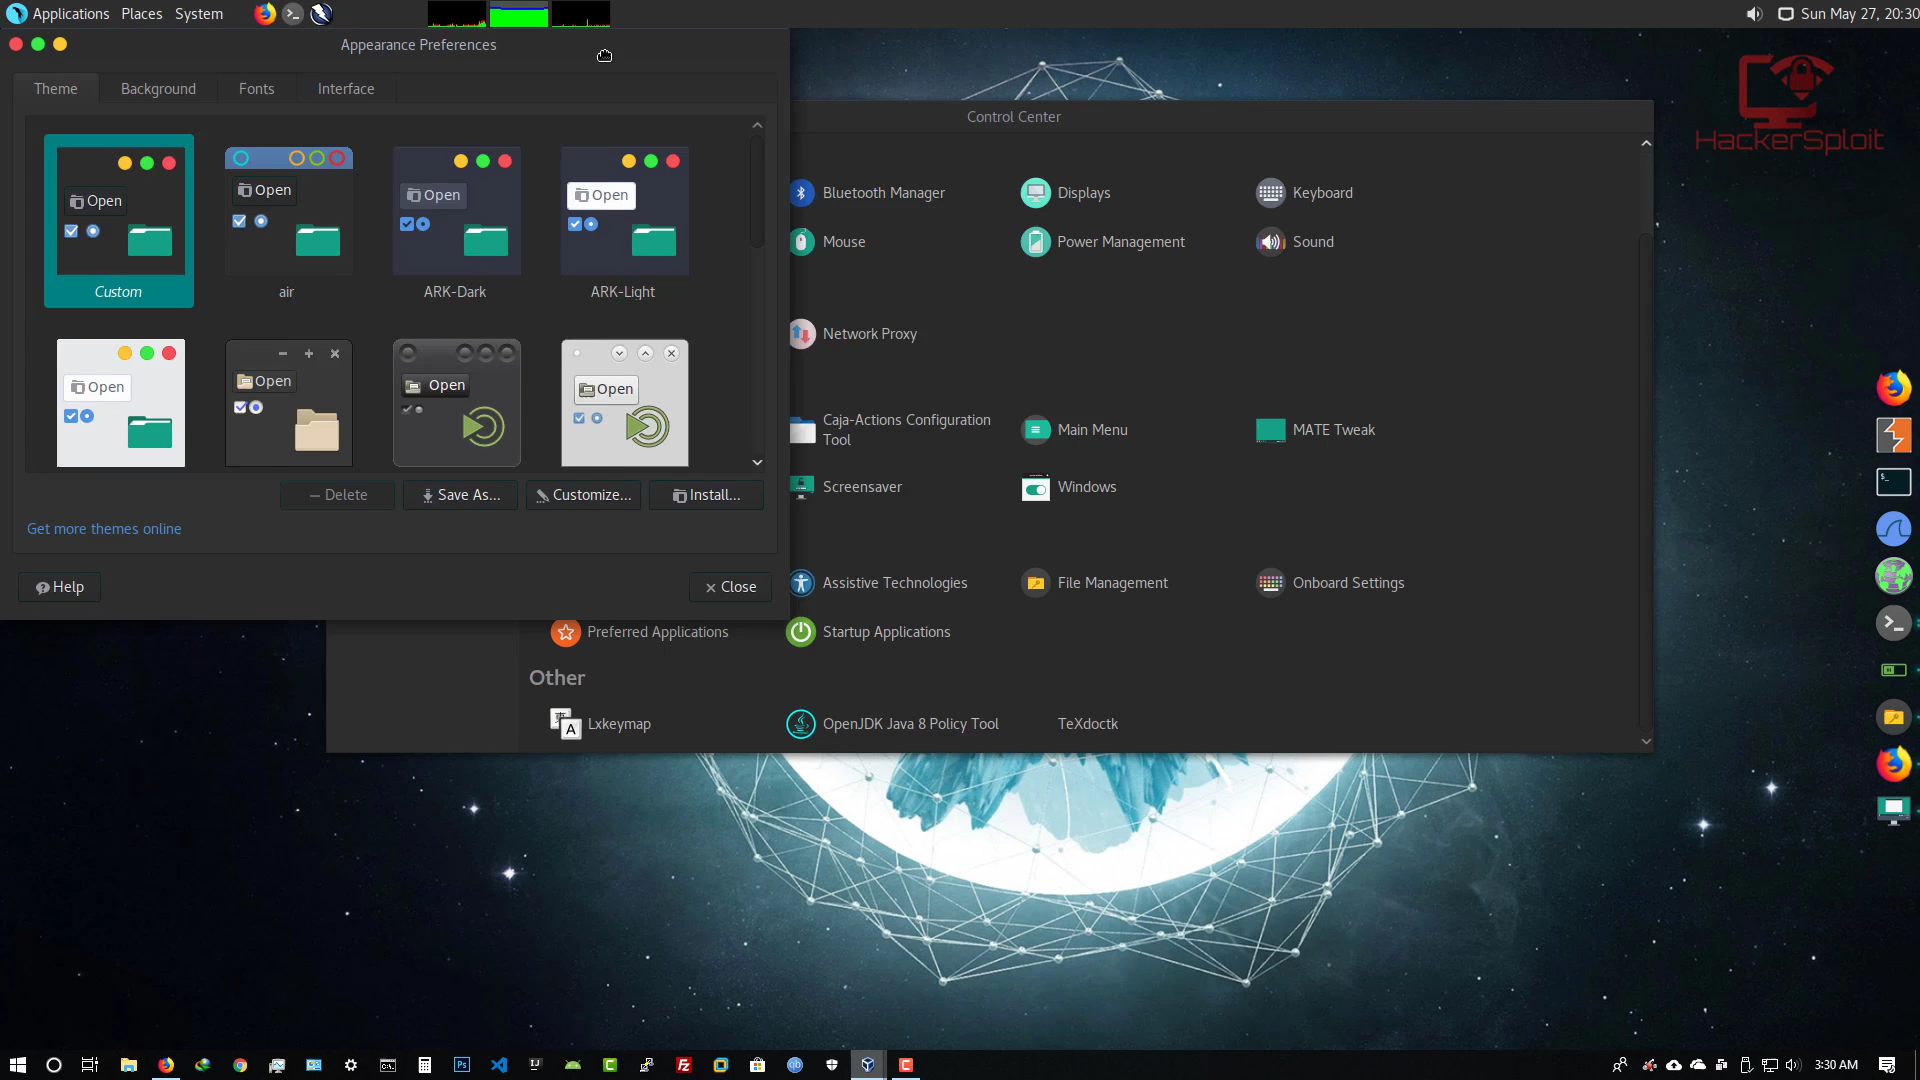 Applications Places System
Sun May 27, 20:30
Appearance Preferences
Theme Background Fonts Interface
Open
Custom
Open
air
Open
ARK-Dark
Open
ARK-Light
Open
Open
Open
Open
Delete
Save As...
Customize...
Install...
Get more themes online
Help
Close
Control Center
Bluetooth Manager
Displays
Keyboard
Mouse
Power Management
Sound
Network Proxy
Caja-Actions Configuration
Tool
Main Menu
MATE Tweak
Screensaver
Windows
Assistive Technologies
File Management
Onboard Settings
Preferred Applications
Startup Applications
Other
A
Lxkeymap
OpenJDK Java 8 Policy Tool
TeXdoctk
HackerSploit
Ps
IJ
C
Fz
qb
C
3:30 AM